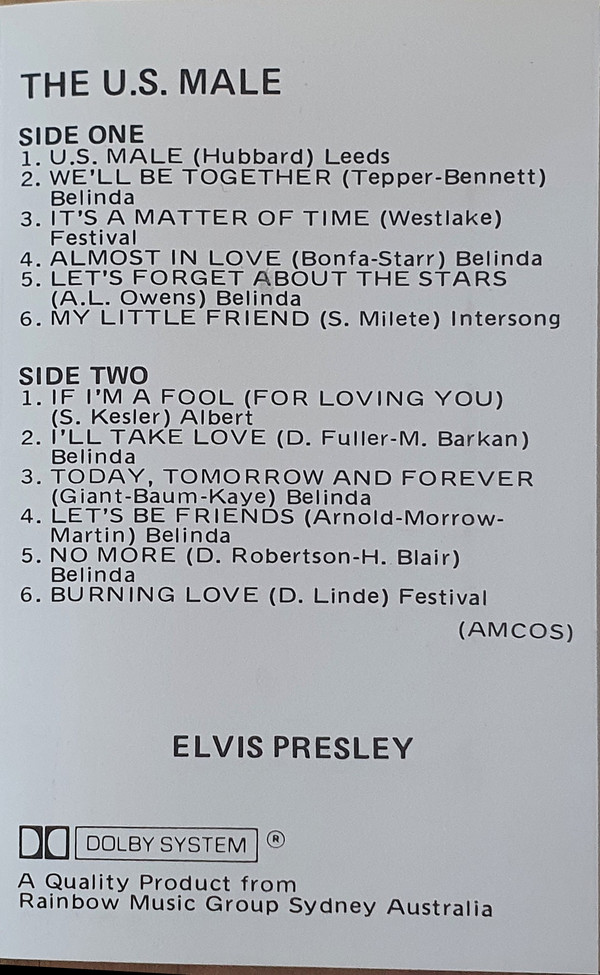 THE U.S. MALE
SIDE ONE
1. U.S. MALE (Hubbard) Leeds
2. WE'LL BE TOGETHER (Tepper-Bennett)
Belinda
3. IT'S A MATTER OF TIME (Westlake)
Festival
4. ALMOST IN LOVE (Bonfa-Starr) Belinda
5. LET'S FORGET ABOUT THE STARS
(A.L. Owens) Belinda
6. MY LITTLE FRIEND (S. Milete) Intersong
SIDE TWO
1. IF I'M A FOOL (FOR LOVING YOU)
(S. Kesler) Albert
2. I'LL TAKE LOVE (D. Fuller-M. Barkan)
Belinda
3. TODAY, TOMORROW AND FOREVER
(Giant-Baum-Kaye) Belinda
4. LET'S BE FRIENDS (Arnold-Morrow-
Martin) Belinda
5. NO MORE (D. Robertson-H. Blair)
Belinda
6. BURNING LOVE (D. Linde) Festival
(AMCOS)
ELVIS PRESLEY
DOLBY SYSTEM ®
A Quality Product from
Rainbow Music Group Sydney Australia